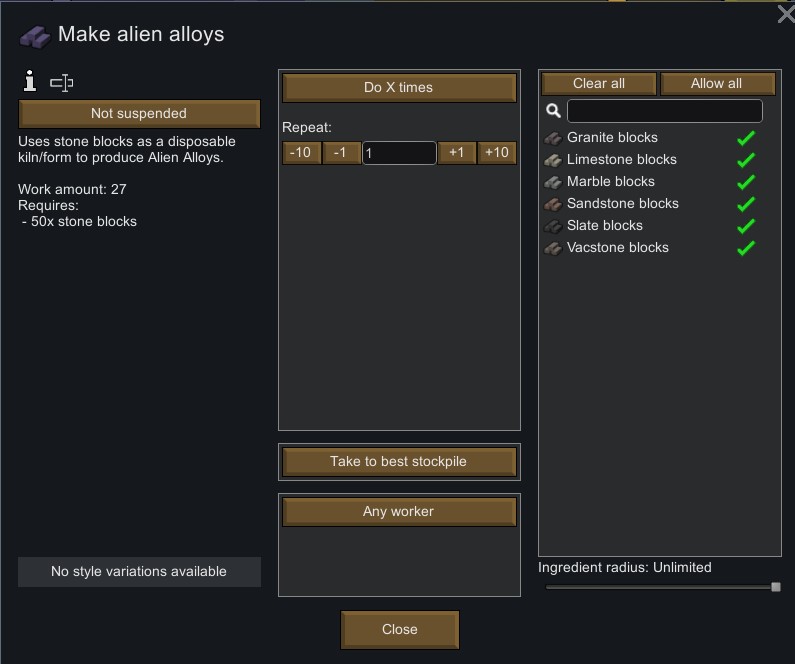 Make alien alloys
Not suspended
Uses stone blocks as a disposable
kiln/form to produce Alien Alloys.
Work amount: 27
Requires:
- 50x stone blocks
No style variations available
Do X times
Repeat:
-10 -1 1 +1 +10
Take to best stockpile
Any worker
Clear all Allow all
Granite blocks
Limestone blocks
Marble blocks
Sandstone blocks
Slate blocks
Vacstone blocks
Ingredient radius: Unlimited
Close